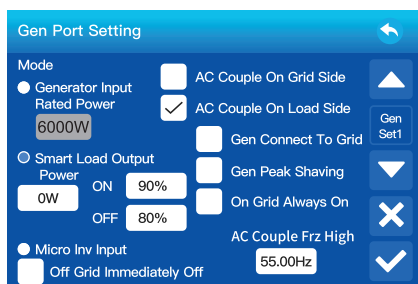 Gen Port Setting
Mode
Generator Input
Rated Power
6000W
Smart Load Output
Power
0W
ON 90%
OFF 80%
Micro Inv Input
Off Grid Immediately Off
AC Couple On Grid Side
AC Couple On Load Side
Gen Connect To Grid
Gen Peak Shaving
On Grid Always On
AC Couple Frz High
55.00Hz
Gen
Set1